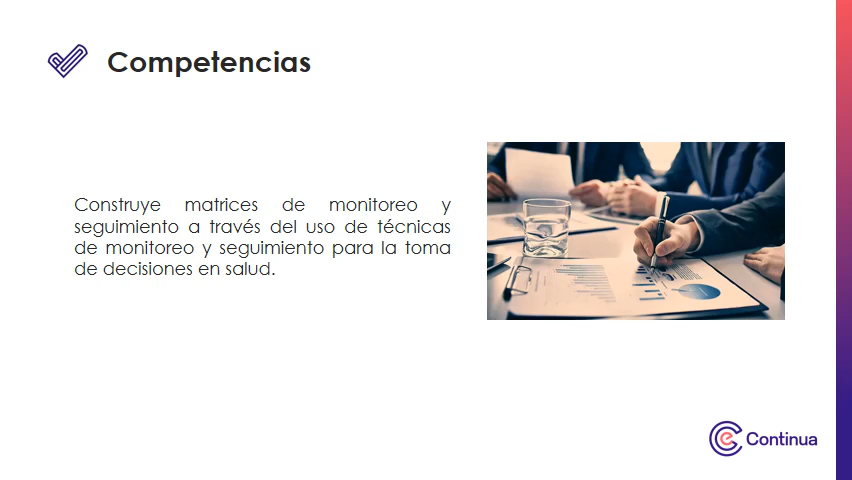 Competencias
Construye matrices de monitoreo y
seguimiento a través del uso de técnicas
de monitoreo y seguimiento para la toma
de decisiones en salud.
Continua